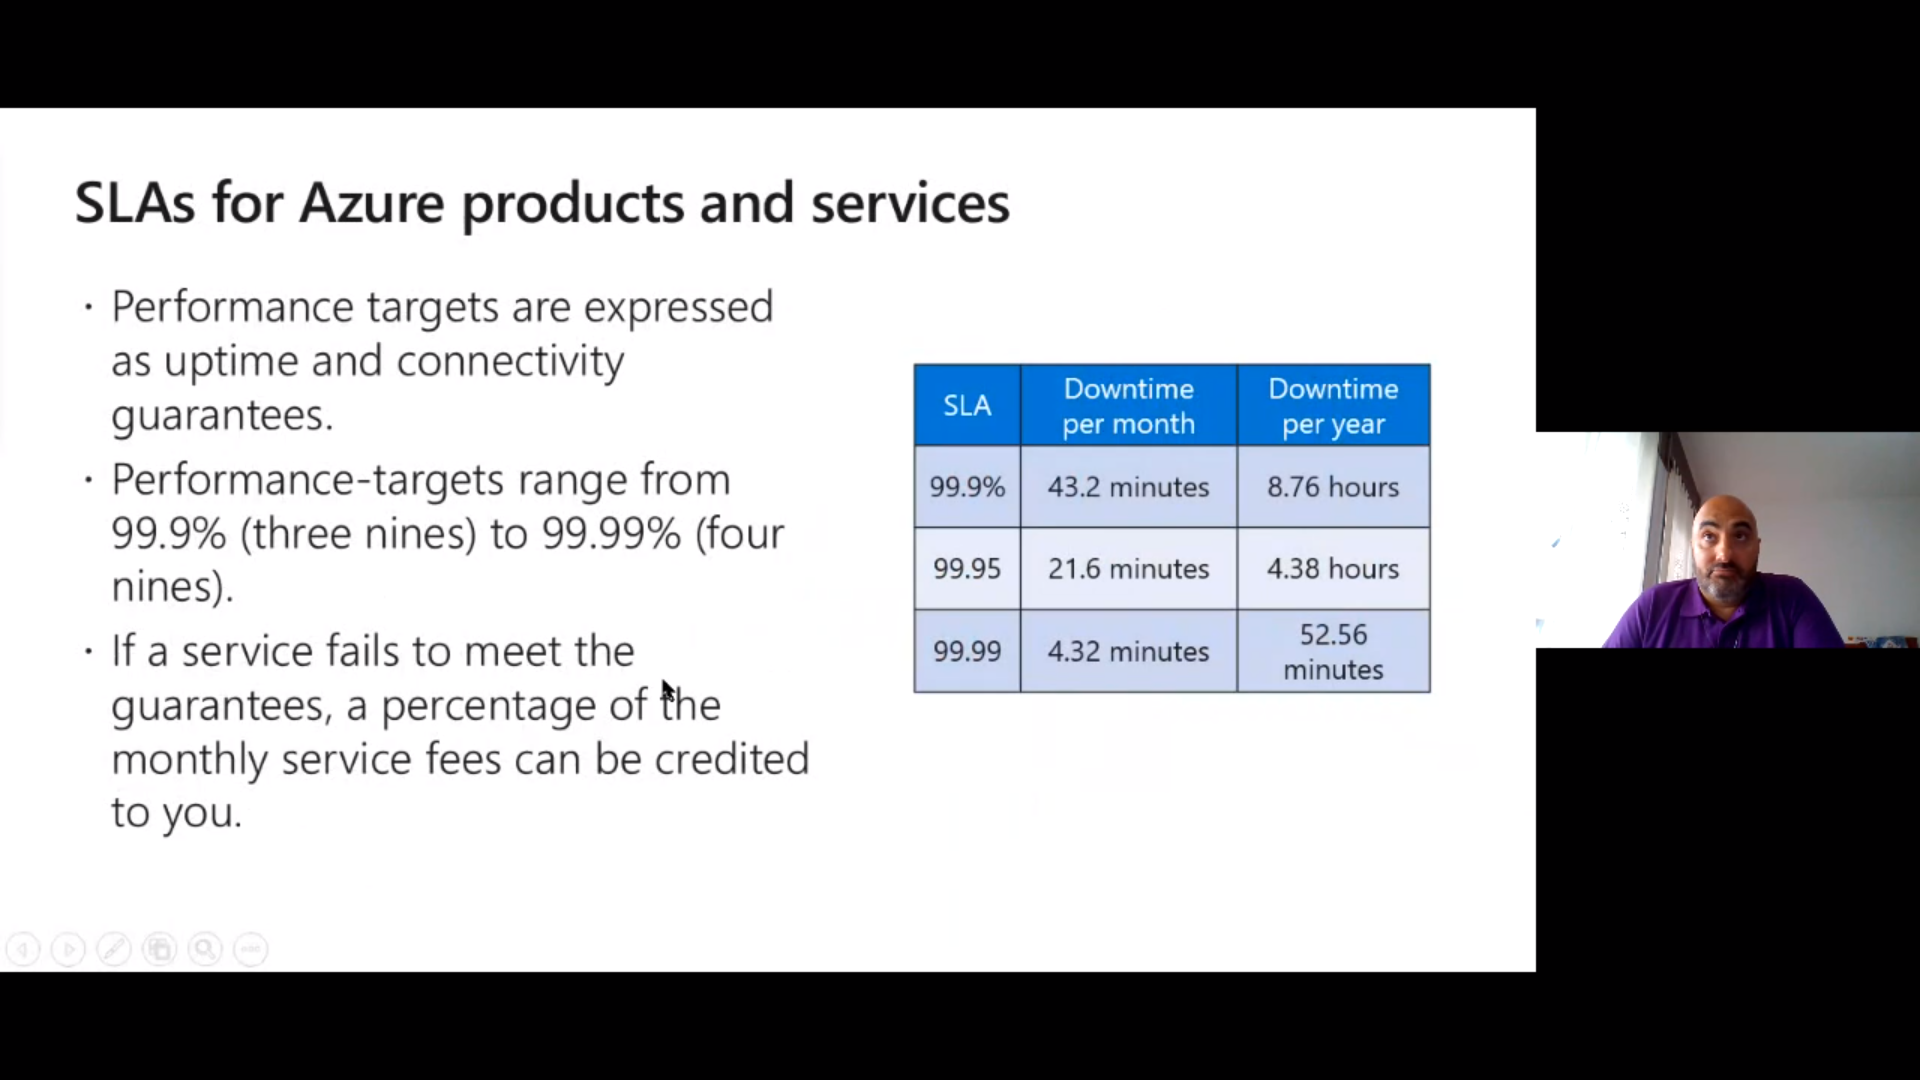 SLAs for Azure products and services
· Performance targets are expressed
as uptime and connectivity
guarantees.
· Performance-targets range from
99.9% (three nines) to 99.99% (four
nines).
· If a service fails to meet the
guarantees, a percentage of the
monthly service fees can be credited
to you.
SLA
Downtime
per month
Downtime
per year
99.9%
43.2 minutes
8.76 hours
99.95
21.6 minutes
4.38 hours
99.99
4.32 minutes
52.56
minutes